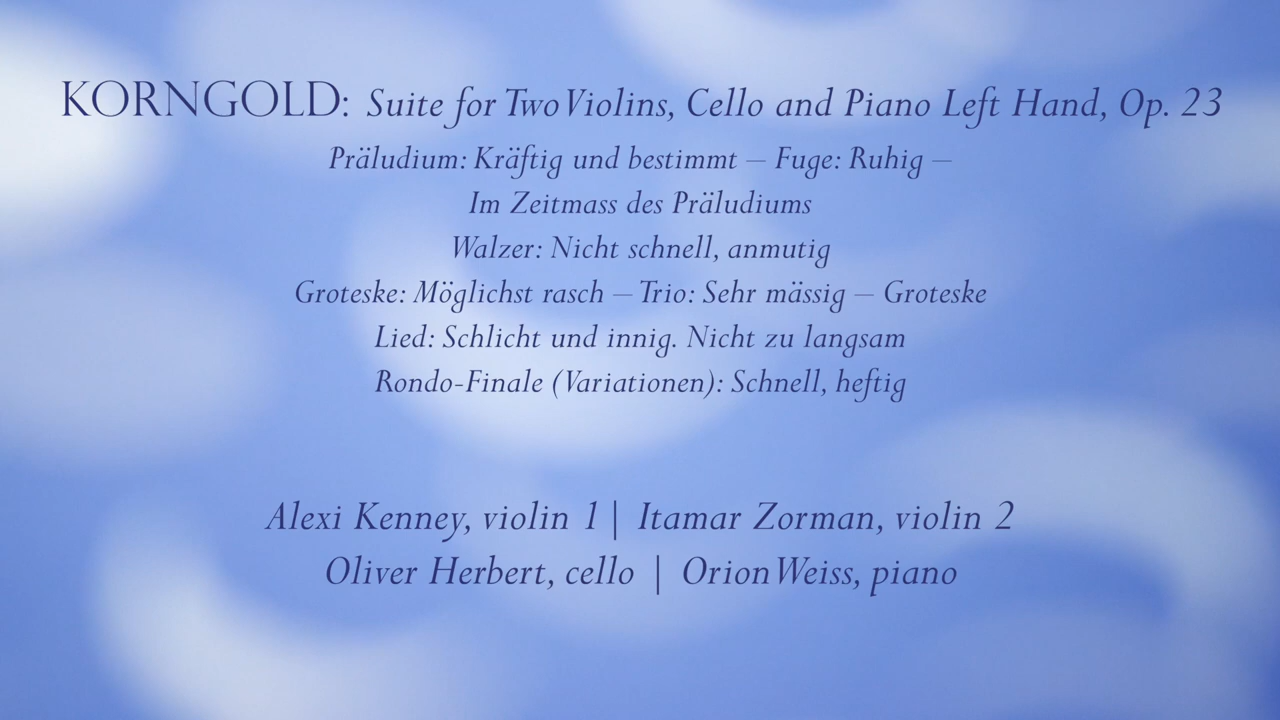 KORNGOLD: Suite for Two Violins, Cello and Piano Left Hand, Op. 23
Präludium: Kräftig und bestimmt – Fuge: Ruhig –
Im Zeitmass des Präludiums
Walzer: Nicht schnell, anmutig
Groteske: Möglichst rasch – Trio: Sehr mässig – Groteske
Lied: Schlicht und innig. Nicht zu langsam
Rondo-Finale (Variationen): Schnell, heftig
Alexi Kenney, violin 1 | Itamar Zorman, violin 2
Oliver Herbert, cello | Orion Weiss, piano